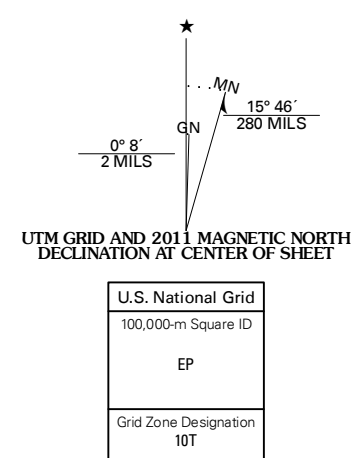 ★
MN
GN
15° 46´
280 MILS
0° 8´
2 MILS
UTM GRID AND 2011 MAGNETIC NORTH
DECLINATION AT CENTER OF SHEET
U.S. National Grid
100,000-m Square ID
EP
Grid Zone Designation
10T